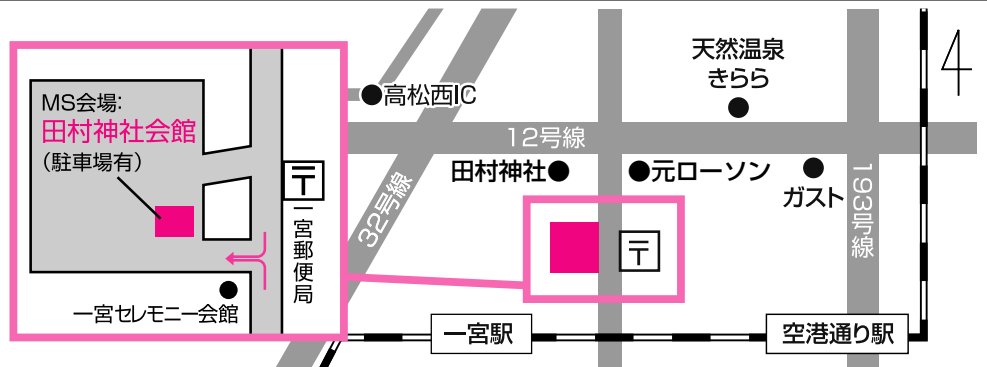 MS会場:
田村神社会館
（駐車場有）
〒
一宮郵便局
一宮セレモニー会館
高松西IC
天然温泉
きらら
12号線
田村神社
元ローソン
ガスト
32号線
193号線
〒
一宮駅
空港通り駅